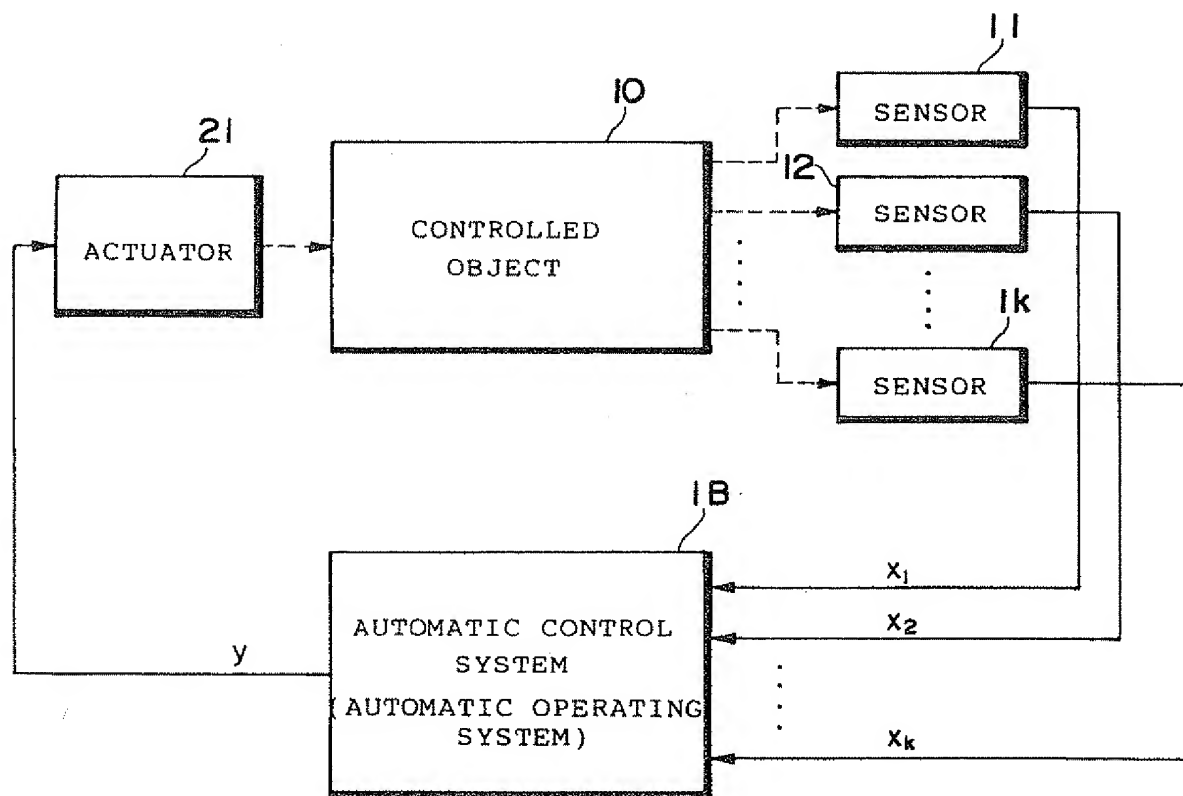 11
SENSOR
10
21
12
SENSOR
CONTROLLED
OBJECT
ACTUATOR
1k
SENSOR
1B
x1
AUTOMATIC CONTROL
SYSTEM
x2
y
(AUTOMATIC OPERATING
SYSTEM)
xk